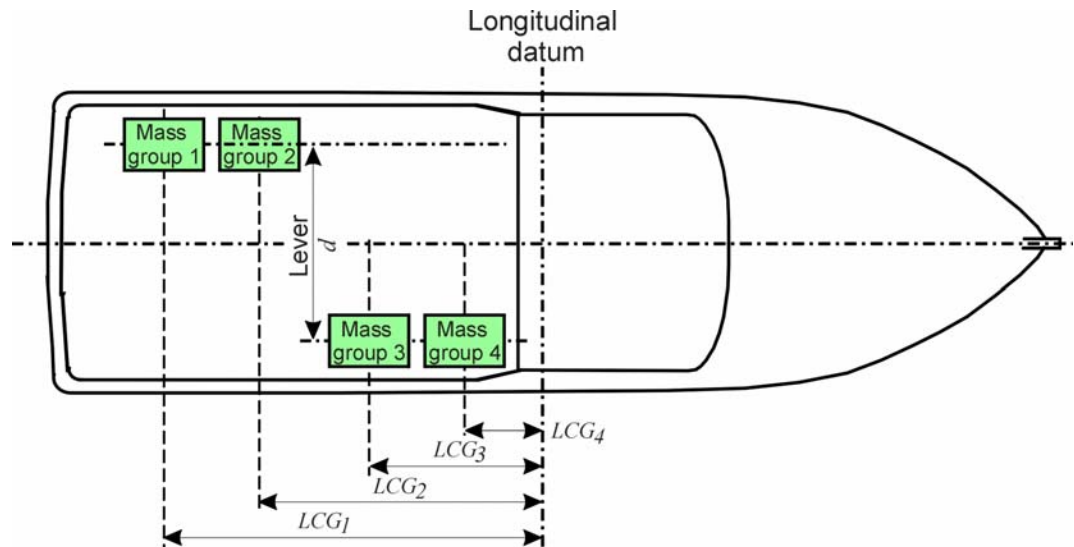 Longitudinal
datum
Mass
group 1
Mass
group 2
Lever
d
Mass
group 3
Mass
group 4
LCG4
LCG3
LCG2
LCG1